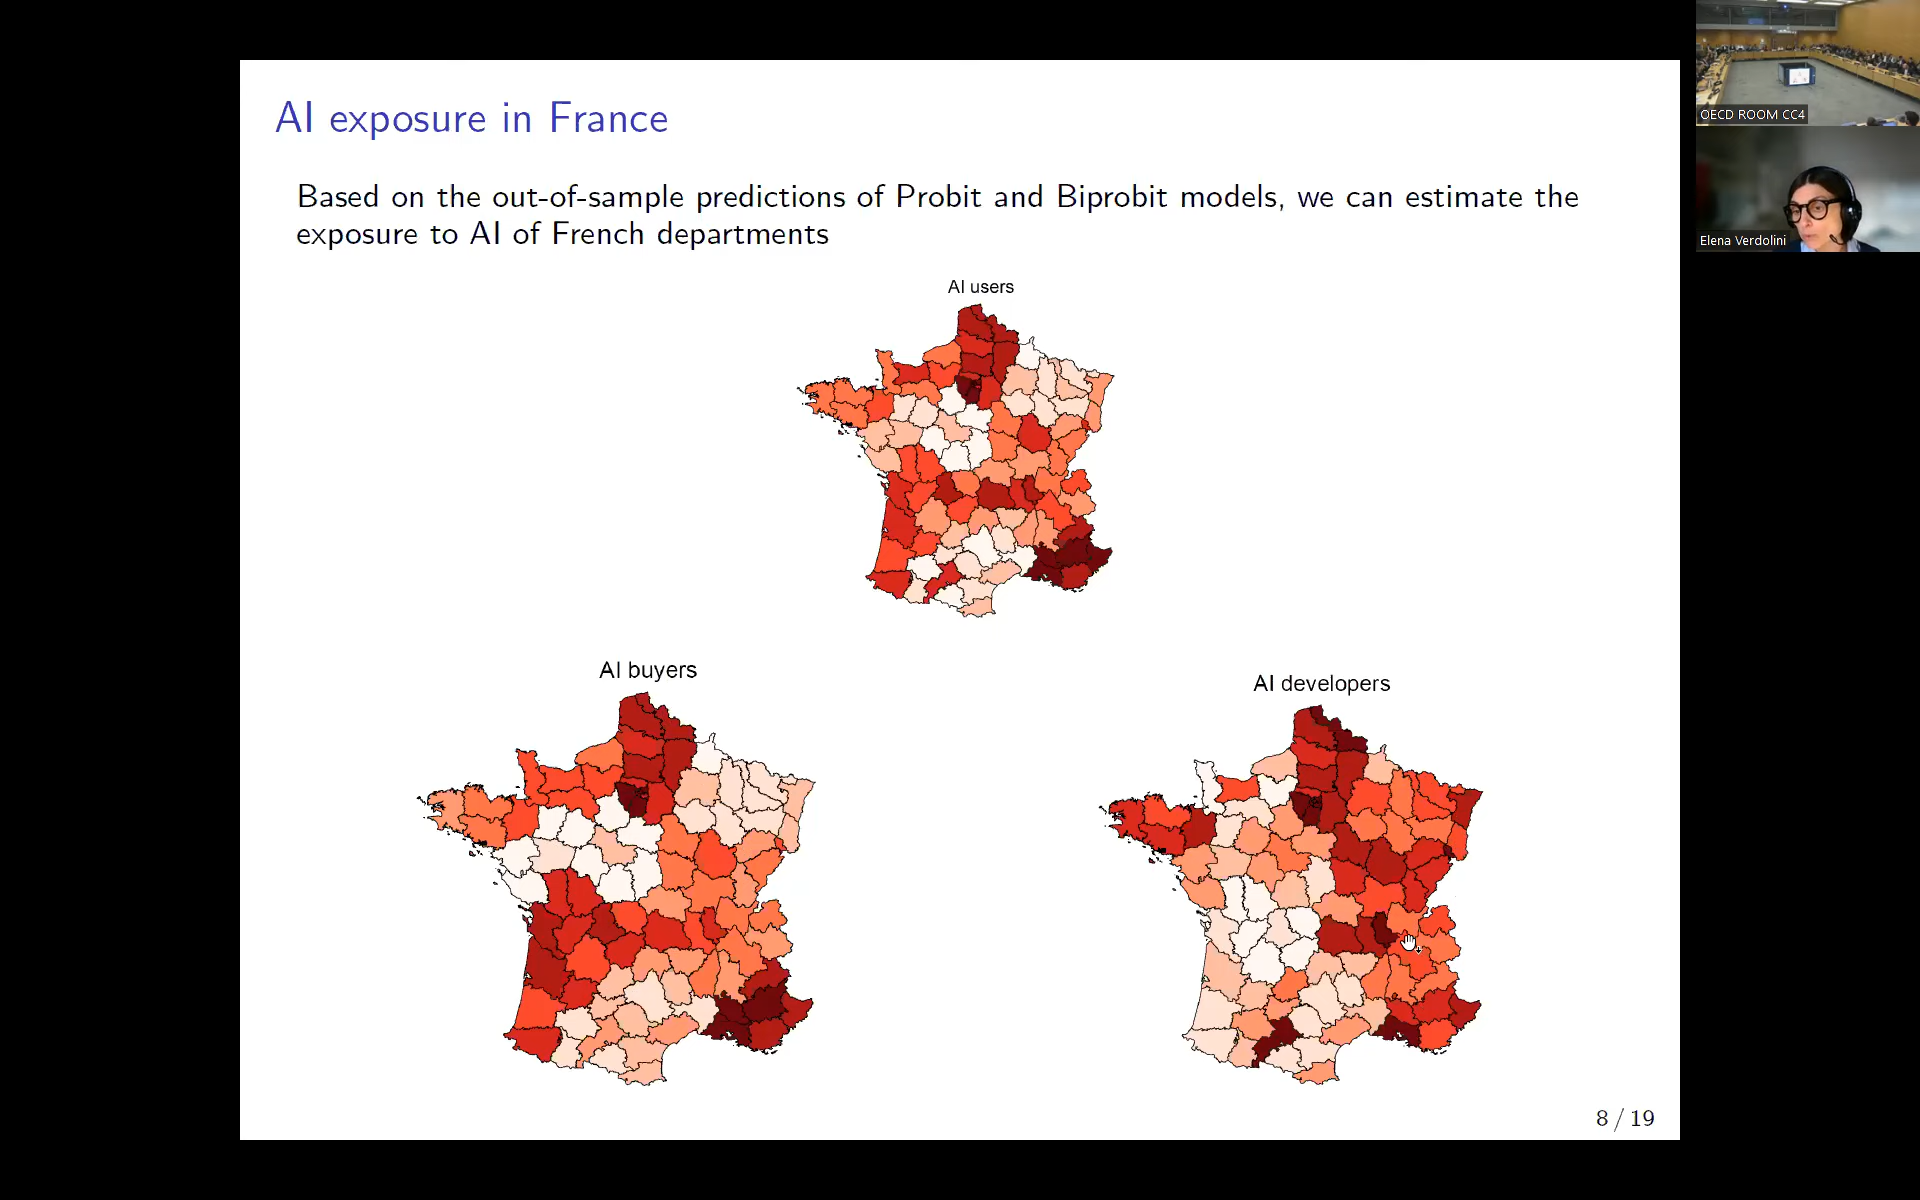 AI exposure in France
Based on the out-of-sample predictions of Probit and Biprobit models, we can estimate the
exposure to AI of French departments
AI users
AI buyers
AI developers
8 / 19
OECD ROOM CC4
Elena Verdolini